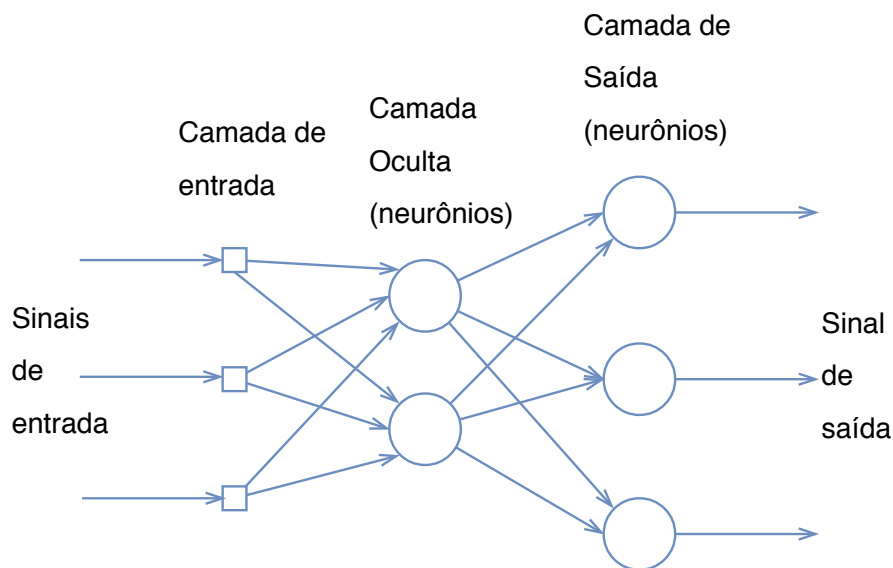 Camada de
Saída
(neurônios)
Camada
Oculta
(neurônios)
Camada de
entrada
Sinais
de
entrada
Sinal
de
saída